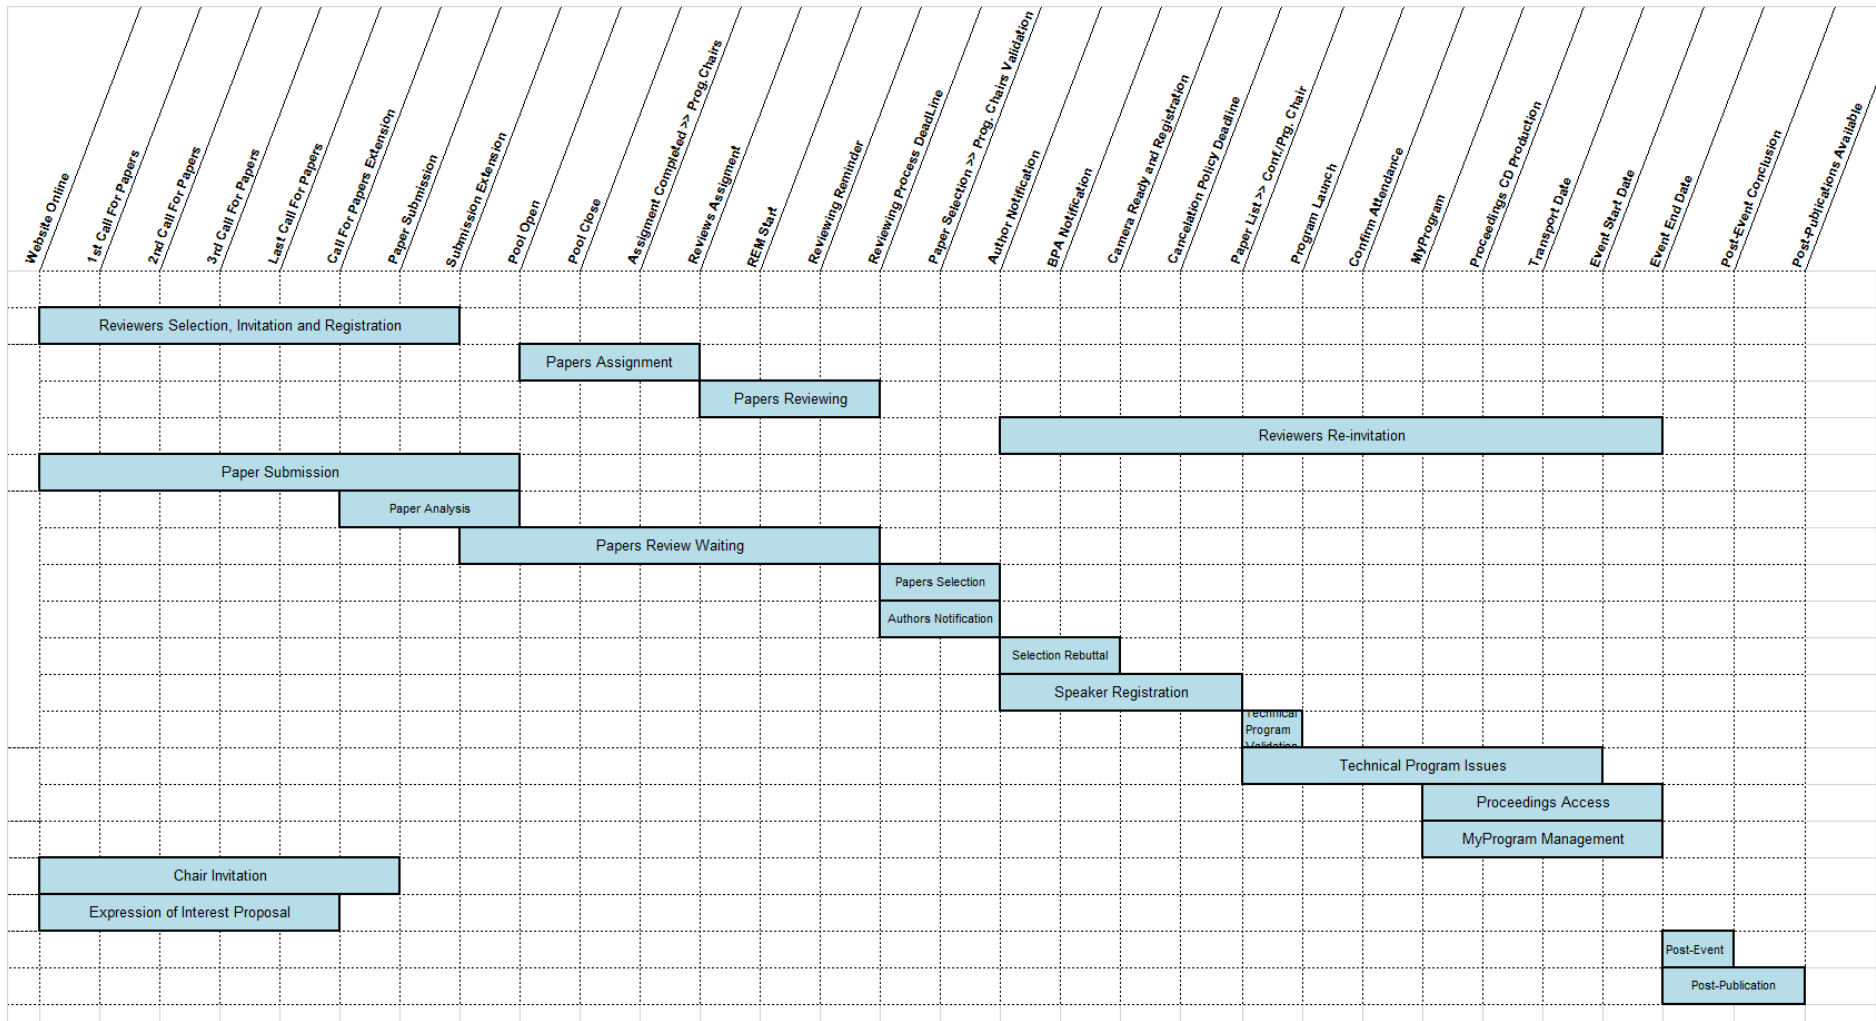 Website Online
1st Call For Papers
2nd Call For Papers
3rd Call For Papers
Last Call For Papers
Call For Papers Extension
Paper Submission
Submission Extension
Pool Open
Pool Close
Assignment Completed >> Prog.Chairs
Reviews Assigment
REM Start
Reviewing Reminder
Reviewing Process DeadLine
Paper Selection >> Prog. Chairs Validation
Author Notification
BPA Notification
Camera Ready and Registration
Cancelation Policy Deadline
Paper List >> Conf./Prg. Chair
Program Launch
Confirm Attendance
MyProgram
Proceedings CD Production
Transport Date
Event Start Date
Event End Date
Post-Event Conclusion
Post-Publications Available
Reviewers Selection, Invitation and Registration
Papers Assignment
Papers Reviewing
Reviewers Re-invitation
Paper Submission
Paper Analysis
Papers Review Waiting
Papers Selection
Authors Notification
Selection Rebuttal
Speaker Registration
Technical
Program
Validation
Technical Program Issues
Proceedings Access
MyProgram Management
Chair Invitation
Expression of Interest Proposal
Post-Event
Post-Publication